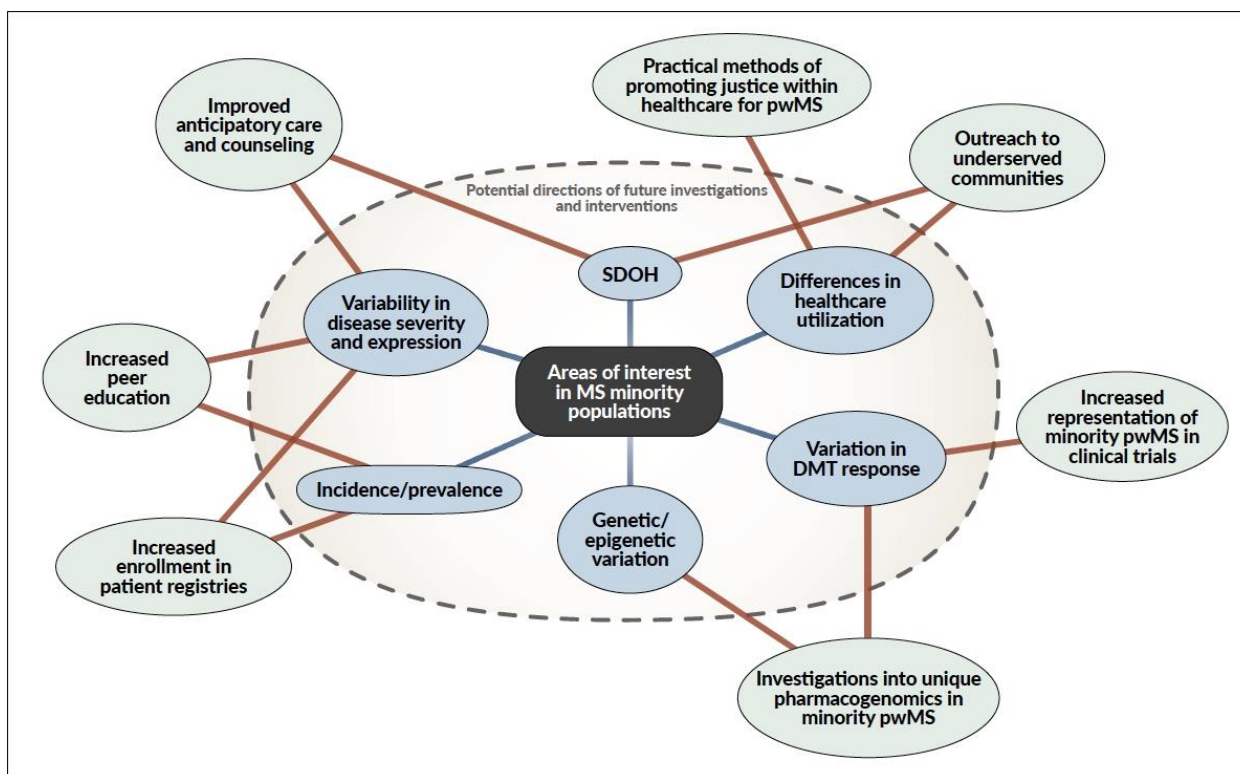 Practical methods of
promoting justice within
healthcare for pwMS
Improved
anticipatory care
and counseling
Outreach to
underserved
communities
Potential directions of future investigations
and interventions
SDOH
Differences in
healthcare
utilization
Variability in
disease severity
and expression
Increased
peer
education
Areas of interest
in MS minority
populations
Increased
representation of
minority pwMS in
clinical trials
Variation in
DMT response
Incidence/prevalence
Genetic/
epigenetic
variation
Increased
enrollment in
patient registries
Investigations into unique
pharmacogenomics in
minority pwMS